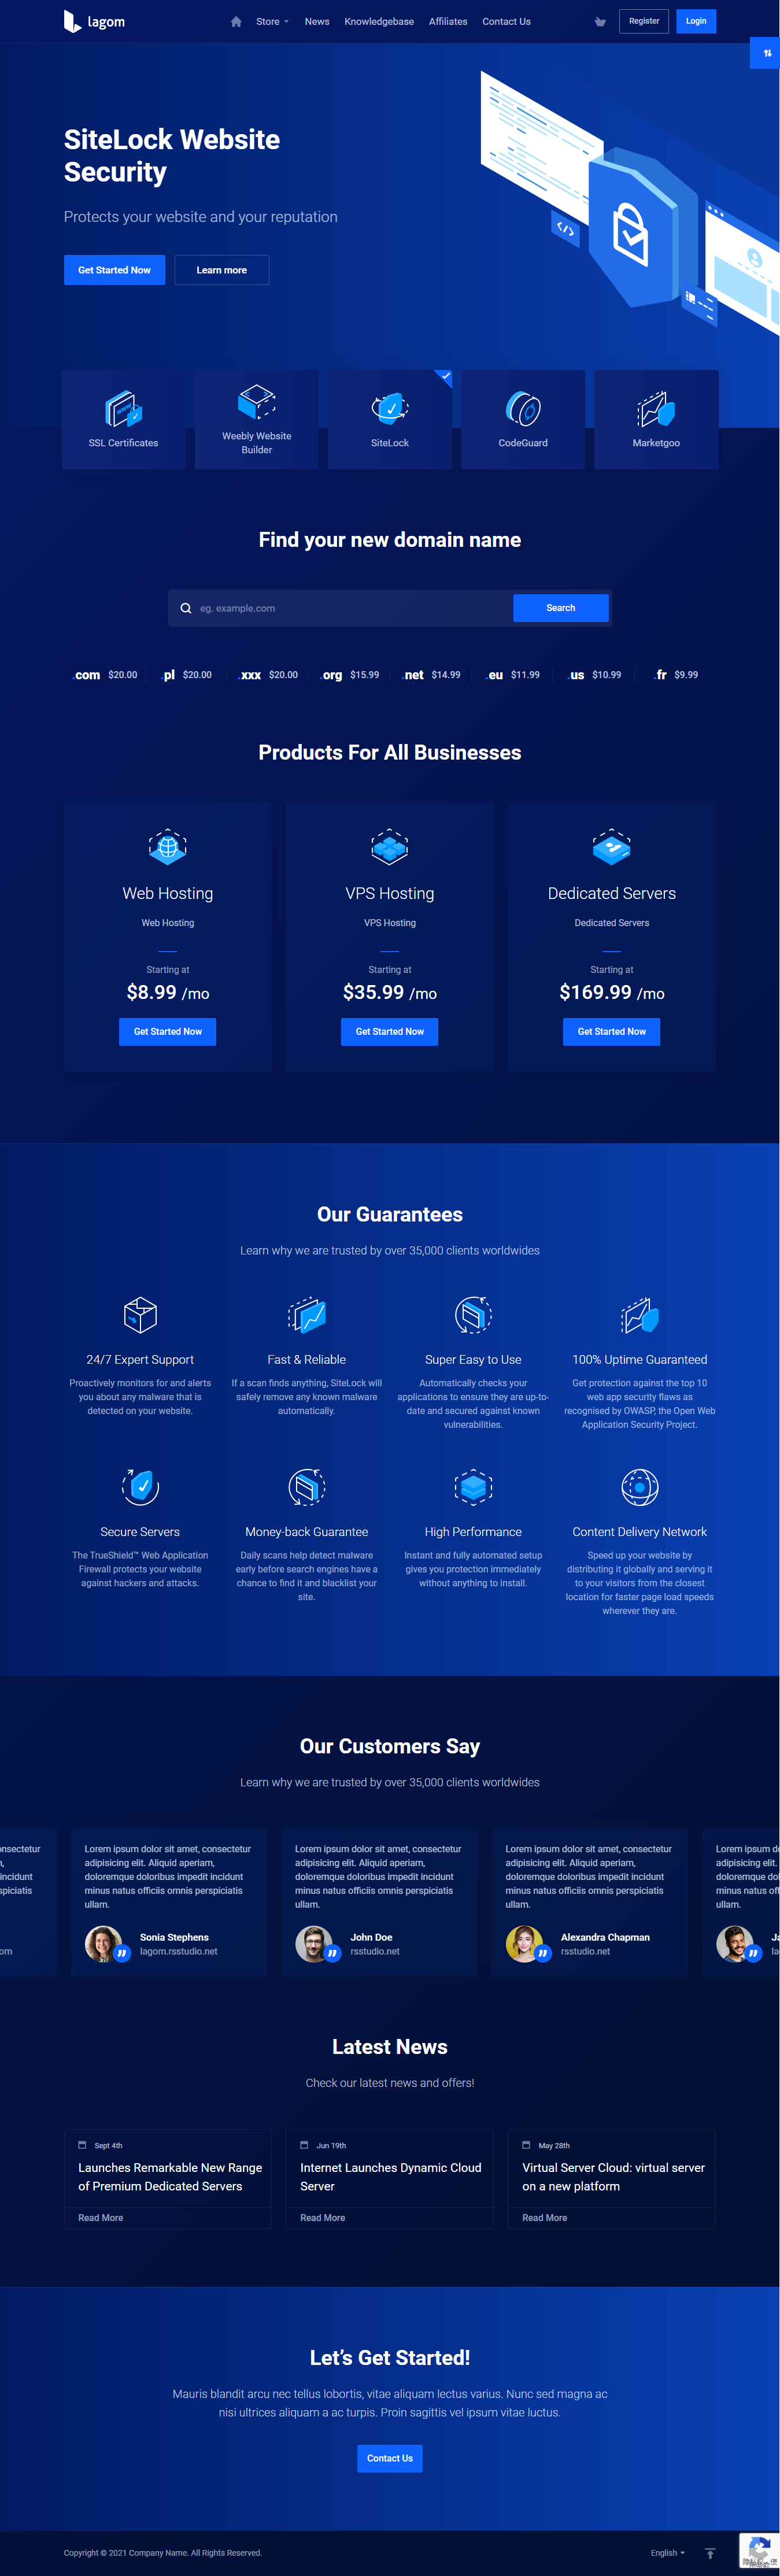 lagom
Store
News
Knowledgebase
Affiliates
Contact Us
Register
Login
SiteLock Website
Security
Protects your website and your reputation
Get Started Now
Learn more
SSL Certificates
Weebly Website
Builder
SiteLock
CodeGuard
Marketgoo
Find your new domain name
eg. example.com
Search
.com $20.00
.pl $20.00
.xxx $20.00
.org $15.99
.net $14.99
.eu $11.99
.us $10.99
.fr $9.99
Products For All Businesses
Web Hosting
Web Hosting
Starting at
$8.99 /mo
Get Started Now
VPS Hosting
VPS Hosting
Starting at
$35.99 /mo
Get Started Now
Dedicated Servers
Dedicated Servers
Starting at
$169.99 /mo
Get Started Now
Our Guarantees
Learn why we are trusted by over 35,000 clients worldwides
24/7 Expert Support
Proactively monitors for and alerts
you about any malware that is
detected on your website.
Fast & Reliable
If a scan finds anything, SiteLock will
safely remove any known malware
automatically.
Super Easy to Use
Automatically checks your
applications to ensure they are up-to-
date and secured against known
vulnerabilities.
100% Uptime Guaranteed
Get protection against the top 10
web app security flaws as
recognised by OWASP, the Open Web
Application Security Project.
Secure Servers
The TrueShield™ Web Application
Firewall protects your website
against hackers and attacks.
Money-back Guarantee
Daily scans help detect malware
early before search engines have a
chance to find it and blacklist your
site.
High Performance
Instant and fully automated setup
gives you protection immediately
without anything to install.
Content Delivery Network
Speed up your website by
distributing it globally and serving it
to your visitors from the closest
location for faster page load speeds
wherever they are.
Our Customers Say
Learn why we are trusted by over 35,000 clients worldwides
Lorem ipsum dolor sit amet, consectetur
adipisicing elit. Aliquid aperiam,
doloremque doloribus impedit incidunt
minus natus officiis omnis perspiciatis
ullam.
Sonia Stephens
lagom.rsstudio.net
Lorem ipsum dolor sit amet, consectetur
adipisicing elit. Aliquid aperiam,
doloremque doloribus impedit incidunt
minus natus officiis omnis perspiciatis
ullam.
John Doe
rsstudio.net
Lorem ipsum dolor sit amet, consectetur
adipisicing elit. Aliquid aperiam,
doloremque doloribus impedit incidunt
minus natus officiis omnis perspiciatis
ullam.
Alexandra Chapman
rsstudio.net
Lorem ipsum
adipisicing elit.
doloremque
minus natus
ullam.
Latest News
Check our latest news and offers!
Sept 4th
Launches Remarkable New Range
of Premium Dedicated Servers
Read More
Jun 19th
Internet Launches Dynamic Cloud
Server
Read More
May 28th
Virtual Server Cloud: virtual server
on a new platform
Read More
Let's Get Started!
Mauris blandit arcu nec tellus lobortis, vitae aliquam lectus varius. Nunc sed magna ac
nisi ultrices aliquam a ac turpis. Proin sagittis vel ipsum vitae luctus.
Contact Us
Copyright © 2021 Company Name. All Rights Reserved.
English